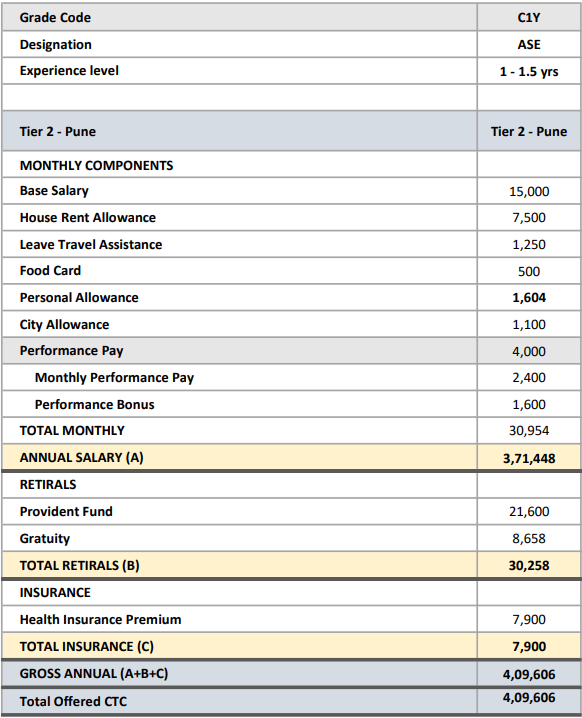 Grade Code C1Y
Designation ASE
Experience level 1 - 1.5 yrs
Tier 2 - Pune Tier 2 - Pune
MONTHLY COMPONENTS
Base Salary 15,000
House Rent Allowance 7,500
Leave Travel Assistance 1,250
Food Card 500
Personal Allowance 1,604
City Allowance 1,100
Performance Pay 4,000
Monthly Performance Pay 2,400
Performance Bonus 1,600
TOTAL MONTHLY 30,954
ANNUAL SALARY (A) 3,71,448
RETIRALS
Provident Fund 21,600
Gratuity 8,658
TOTAL RETIRALS (B) 30,258
INSURANCE
Health Insurance Premium 7,900
TOTAL INSURANCE (C) 7,900
GROSS ANNUAL (A+B+C) 4,09,606
Total Offered CTC 4,09,606